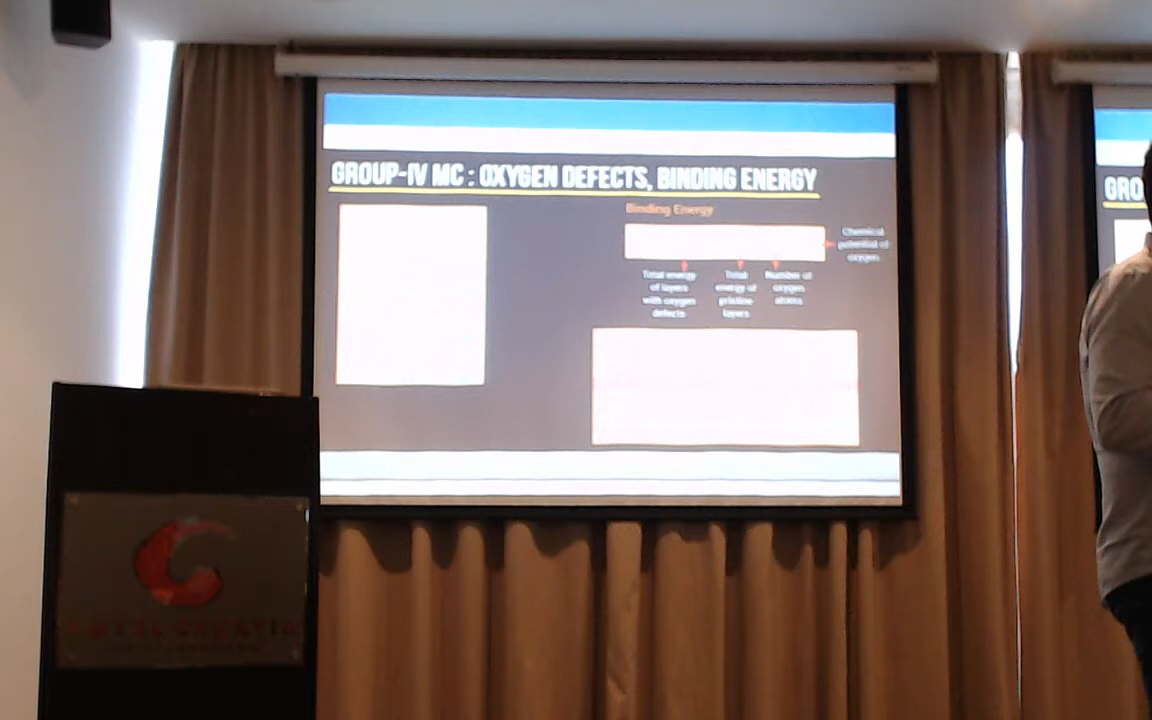 GROUP-IV MC : OXYGEN DEFECTS, BINDING ENERGY
Binding Energy
Chemical
potential of
oxygen
Total energy
of layers
with oxygen
defects
Total
energy of
pristine
layers
Number of
oxygen
atoms
GRO